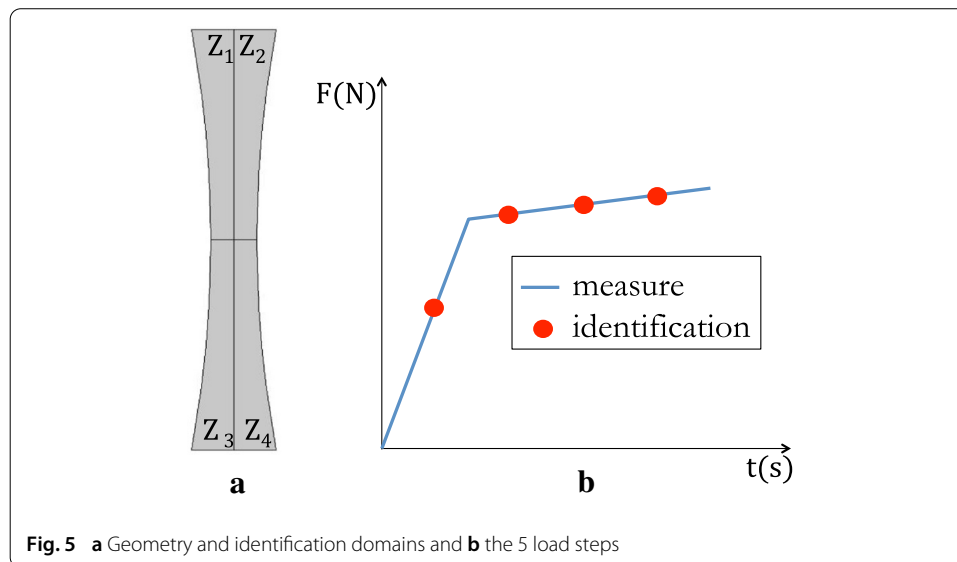 Z1 Z2
F(N)
measure
identification
Z3 Z4
t(s)
a
b
Fig. 5 a Geometry and identification domains and b the 5 load steps